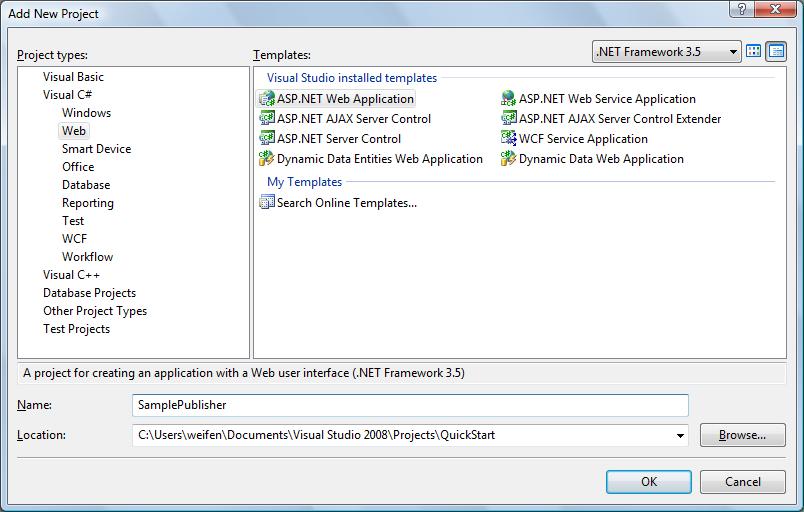 Add New Project
Project types:
Templates:
.NET Framework 3.5
Visual Basic
Visual C#
Windows
Web
Smart Device
Office
Database
Reporting
Test
WCF
Workflow
Visual C++
Database Projects
Other Project Types
Test Projects
Visual Studio installed templates
ASP.NET Web Application
ASP.NET Web Service Application
ASP.NET AJAX Server Control
ASP.NET AJAX Server Control Extender
ASP.NET Server Control
WCF Service Application
Dynamic Data Entities Web Application
Dynamic Data Web Application
My Templates
Search Online Templates...
A project for creating an application with a Web user interface (.NET Framework 3.5)
Name:
SamplePublisher
Location:
C:\Users\weifen\Documents\Visual Studio 2008\Projects\QuickStart
Browse...
OK
Cancel